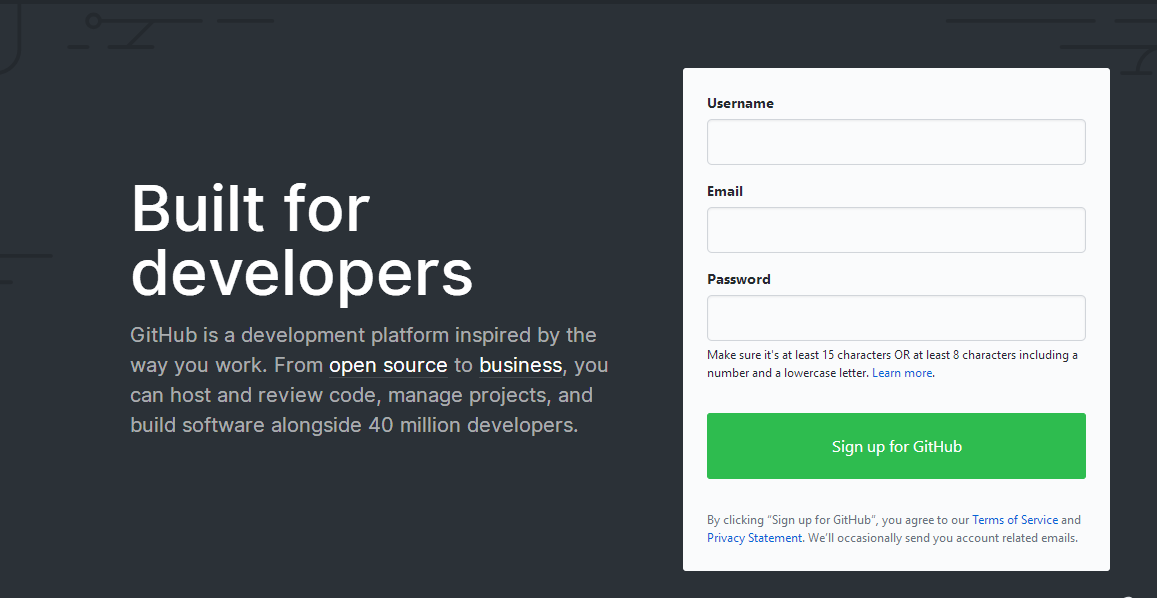 Built for
developers
GitHub is a development platform inspired by the
way you work. From open source to business, you
can host and review code, manage projects, and
build software alongside 40 million developers.
Username
Email
Password
Make sure it's at least 15 characters OR at least 8 characters including a
number and a lowercase letter. Learn more.
Sign up for GitHub
By clicking “Sign up for GitHub”, you agree to our Terms of Service and
Privacy Statement. We’ll occasionally send you account related emails.